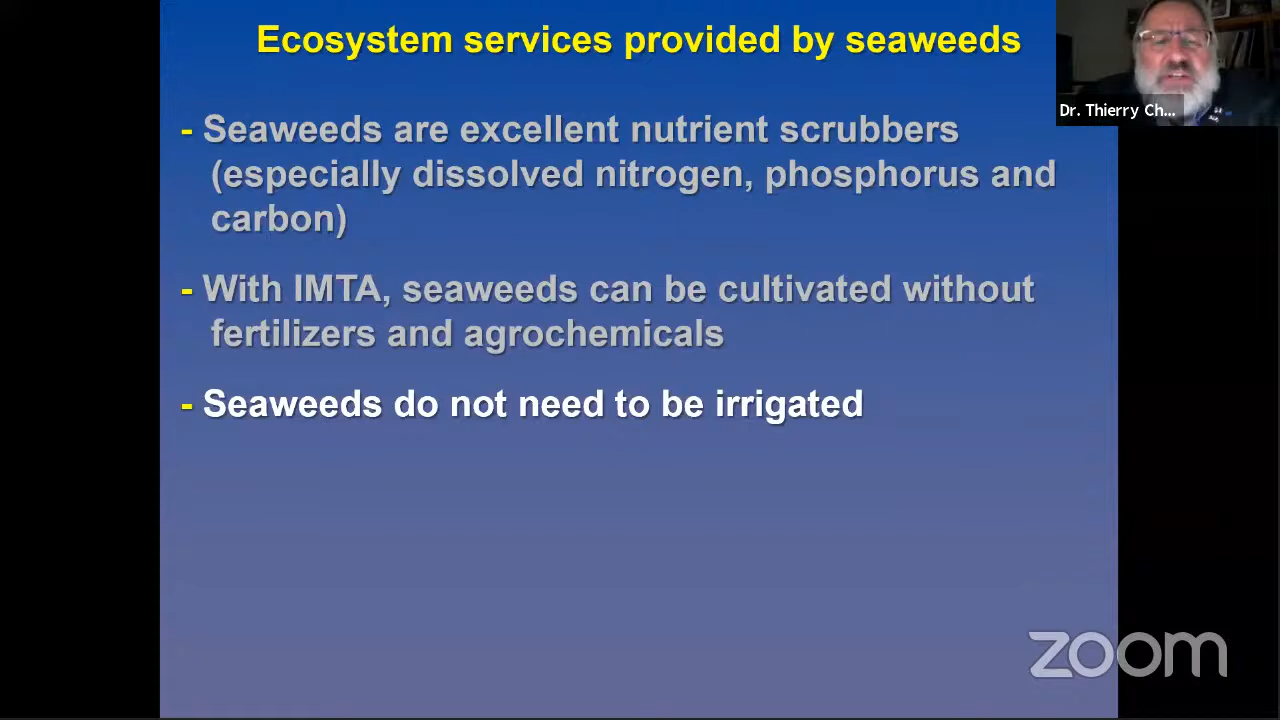 Ecosystem services provided by seaweeds
Dr. Thierry Ch...
- Seaweeds are excellent nutrient scrubbers
(especially dissolved nitrogen, phosphorus and
carbon)
- With IMTA, seaweeds can be cultivated without
fertilizers and agrochemicals
- Seaweeds do not need to be irrigated
zoom